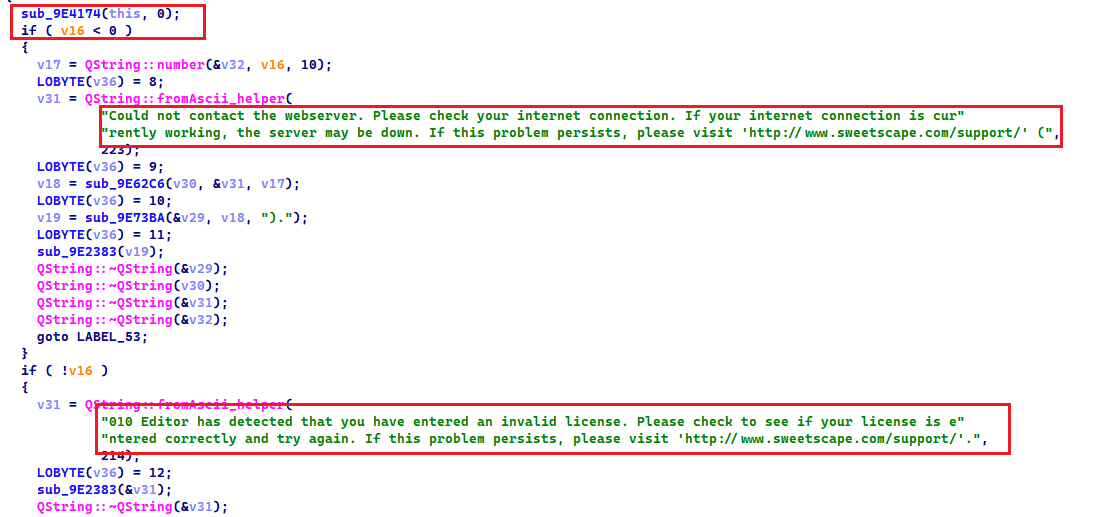 sub_9E4174(this, 0);
if ( v16 < 0 )
{
v17 = QString::number(&v32, v16, 10);
LOBYTE(v36) = 8;
v31 = QString::fromAscii_helper(
"Could not contact the webserver. Please check your internet connection. If your internet connection is cur"
"rently working, the server may be down. If this problem persists, please visit 'http://www.sweetscape.com/support/' (",
223);
LOBYTE(v36) = 9;
v18 = sub_9E62C6(v30, &v31, v17);
LOBYTE(v36) = 10;
v19 = sub_9E73BA(&v29, v18, ").");
LOBYTE(v36) = 11;
sub_9E2383(v19);
QString::~QString(&v29);
QString::~QString(v30);
QString::~QString(&v31);
QString::~QString(&v32);
goto LABEL_53;
}
if ( !v16 )
{
v31 = QString::fromAscii_helper(
"010 Editor has detected that you have entered an invalid license. Please check to see if your license is e"
"ntered correctly and try again. If this problem persists, please visit 'http://www.sweetscape.com/support/'.",
214);
LOBYTE(v36) = 12;
sub_9E2383(&v31);
QString::~QString(&v31);